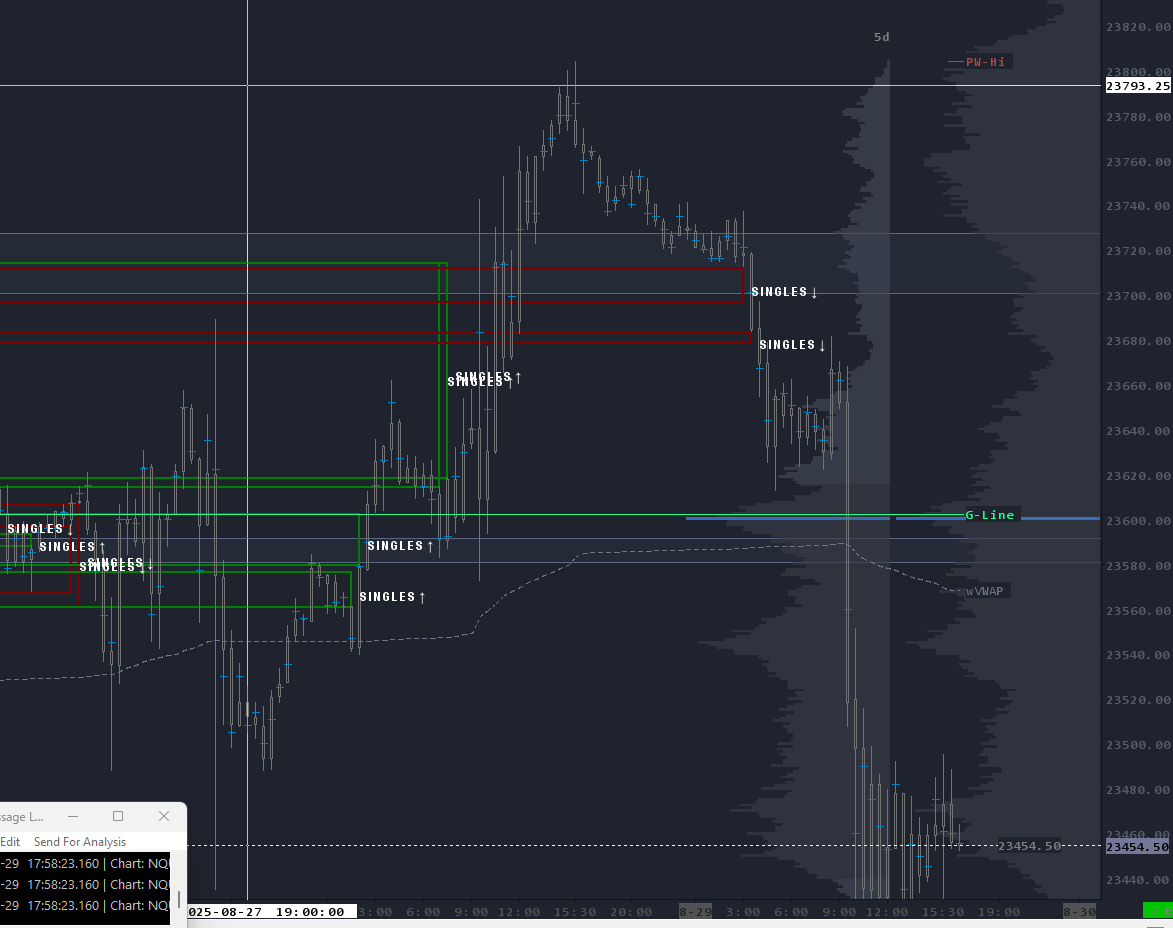 23820.00
5d
PW-Hi
23800.00
23793.25
23780.00
23760.00
23740.00
23720.00
23700.00
SINGLES ↓
23680.00
SINGLES ↓
23660.00
SINGLES ↑
SINGLES ↑
23640.00
23620.00
G-Line
23600.00
SINGLES ↓
SINGLES ↑
SINGLES ↑
SINGLES ↓
SINGLES ↓
23580.00
wVWAP
SINGLES ↑
23560.00
23540.00
23520.00
23500.00
23480.00
23460.00
23454.50
23454.50
23440.00
ssage L...
Edit Send For Analysis
-29 17:58:23.160 | Chart: NQU
-29 17:58:23.160 | Chart: NQU
-29 17:58:23.160 | Chart: NQU
025-08-27 19:00:00 3:00 6:00 9:00 12:00 15:30 20:00 8-29 3:00 6:00 9:00 12:00 15:30 19:00 8-30